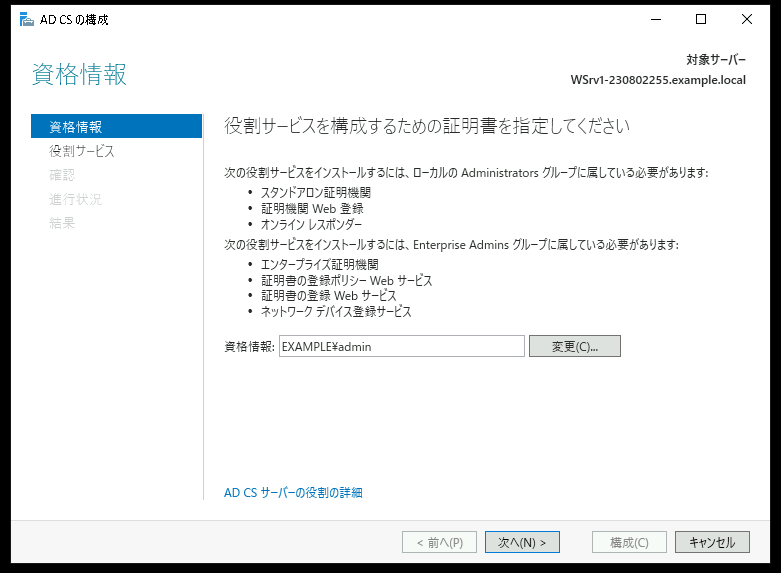 AD CS の構成
資格情報
対象サーバー
WSrv1-230802255.example.local
資格情報
役割サービス
確認
進行状況
結果
役割サービスを構成するための証明書を指定してください
次の役割サービスをインストールするには、ローカルの Administrators グループに属している必要があります:
• スタンドアロン証明機関
• 証明機関 Web 登録
• オンライン レスポンダー
次の役割サービスをインストールするには、Enterprise Admins グループに属している必要があります:
• エンタープライズ証明機関
• 証明書の登録ポリシー Web サービス
• 証明書の登録 Web サービス
• ネットワーク デバイス登録サービス
資格情報: EXAMPLE¥admin 変更(C)...
AD CS サーバーの役割の詳細
< 前へ(P) 次へ(N) > 構成(C) キャンセル